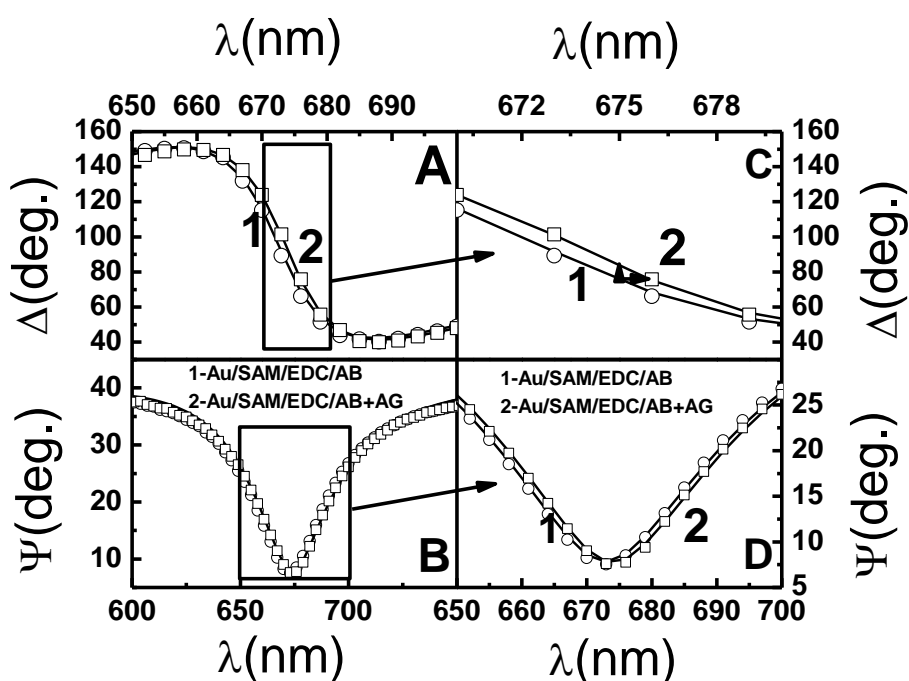 λ(nm) λ(nm)
650 660 670 680 690 672 675 678
160 140 120 100 80 60 40
Δ(deg.)
A
1 2
C
1 2
160 140 120 100 80 60 40
Δ(deg.)
40 30 20 10
Ψ(deg.)
1-Au/SAM/EDC/AB
2-Au/SAM/EDC/AB+AG
B
1-Au/SAM/EDC/AB
2-Au/SAM/EDC/AB+AG
1 2
D
25 20 15 10 5
Ψ(deg.)
600 650 700 650 660 670 680 690 700
λ(nm) λ(nm)